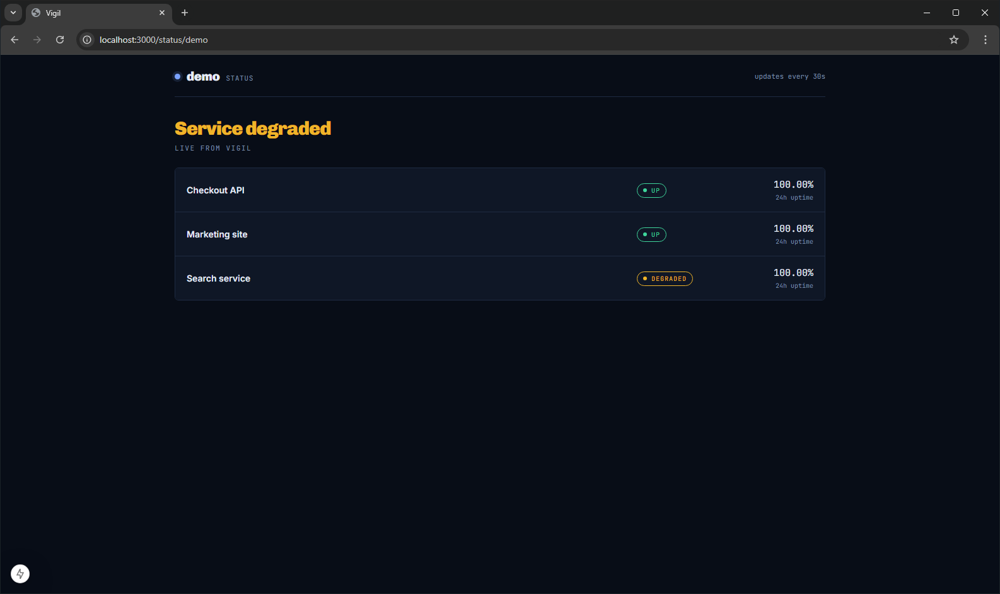 Vigil
localhost:3000/status/demo
demo STATUS
updates every 30s
Service degraded
LIVE FROM VIGIL
Checkout API
UP
100.00%
24h uptime
Marketing site
UP
100.00%
24h uptime
Search service
DEGRADED
100.00%
24h uptime